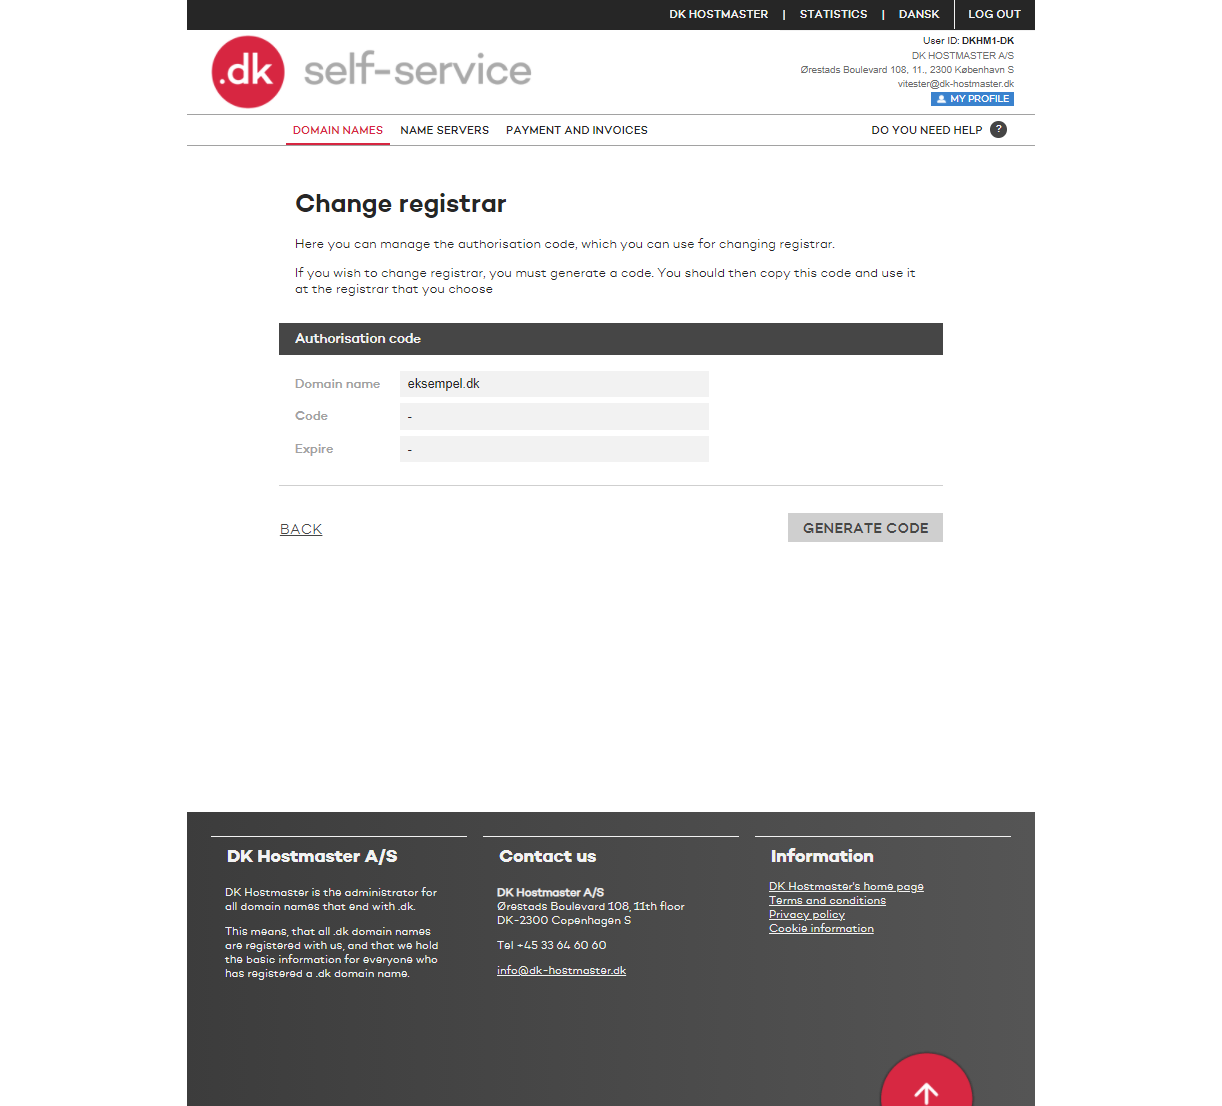 DK HOSTMASTER | STATISTICS | DANSK LOG OUT
.dk self-service
User ID: DKHM1-DK
DK HOSTMASTER A/S
Ørestads Boulevard 108, 11., 2300 København S
vitester@dk-hostmaster.dk
MY PROFILE
DOMAIN NAMES NAME SERVERS PAYMENT AND INVOICES DO YOU NEED HELP ?
Change registrar
Here you can manage the authorisation code, which you can use for changing registrar.
If you wish to change registrar, you must generate a code. You should then copy this code and use it
at the registrar that you choose
Authorisation code
Domain name eksempel.dk
Code -
Expire -
BACK GENERATE CODE
DK Hostmaster A/S
DK Hostmaster is the administrator for
all domain names that end with .dk.
This means, that all .dk domain names
are registered with us, and that we hold
the basic information for everyone who
has registered a .dk domain name.
Contact us
DK Hostmaster A/S
Ørestads Boulevard 108, 11th floor
DK-2300 Copenhagen S
Tel +45 33 64 60 60
info@dk-hostmaster.dk
Information
DK Hostmaster's home page
Terms and conditions
Privacy policy
Cookie information